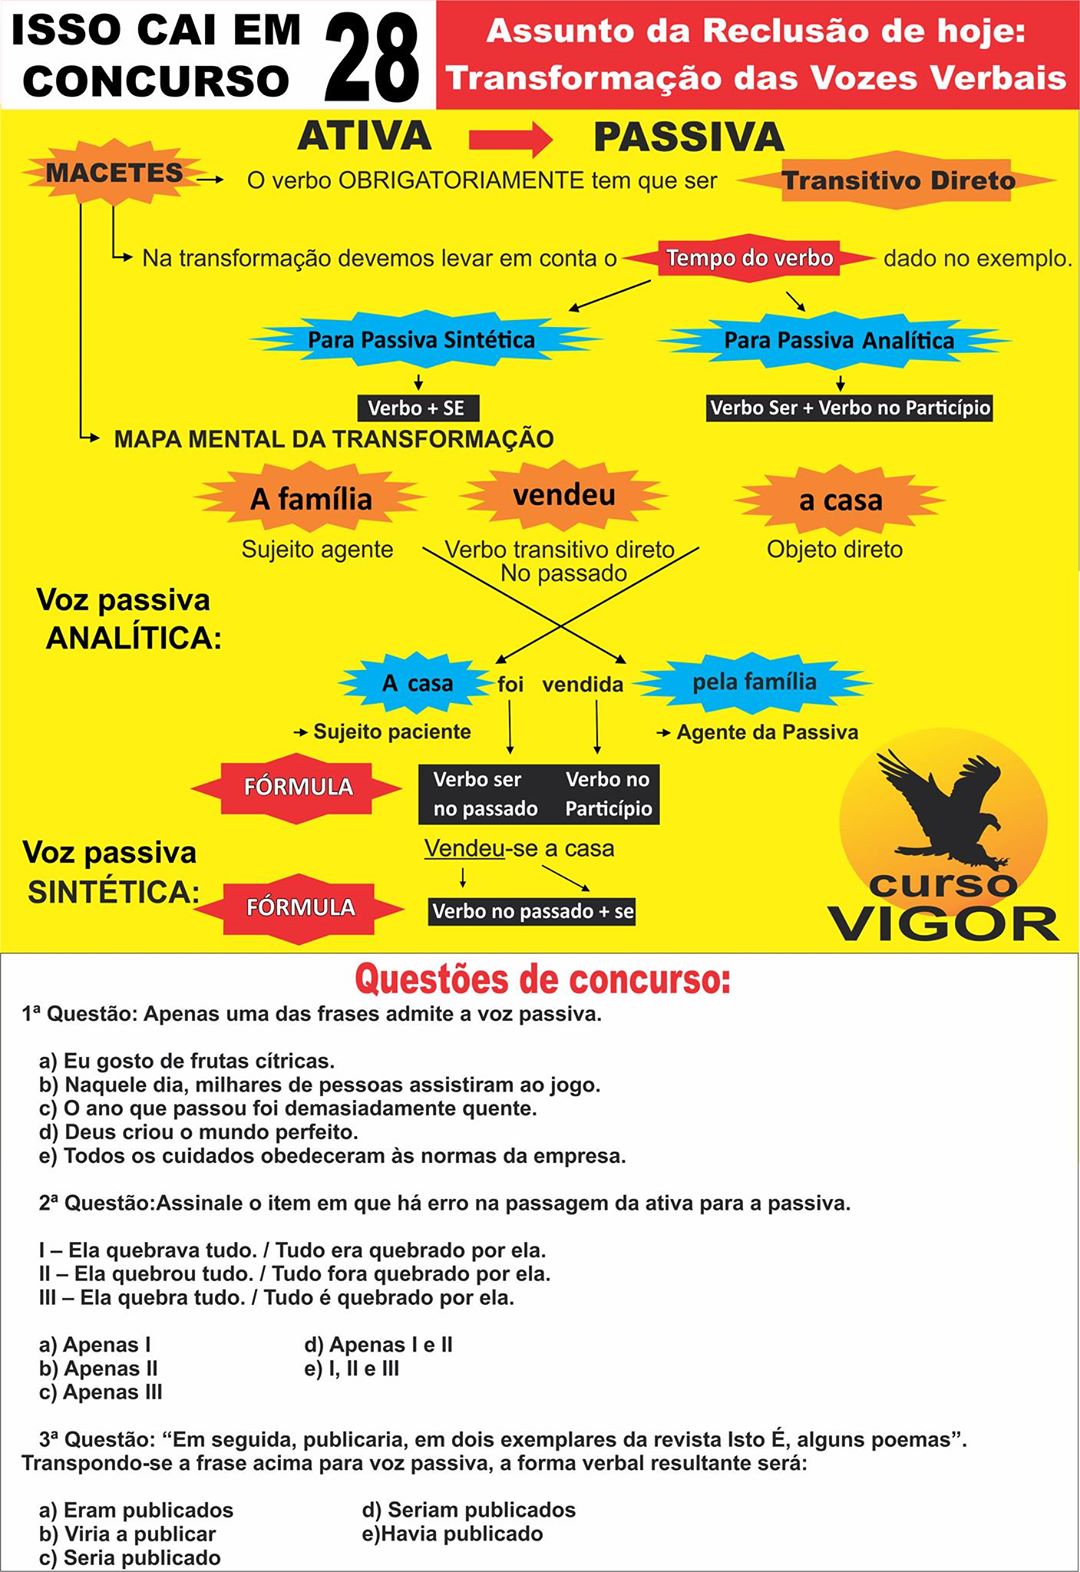 ISSO CAI EM
CONCURSO
28
Assunto da Reclusão de hoje:
Transformação das Vozes Verbais
ATIVA PASSIVA
MACETES
O verbo OBRIGATORIAMENTE tem que ser Transitivo Direto
Na transformação devemos levar em conta o Tempo do verbo dado no exemplo.
Para Passiva Sintética
Para Passiva Analítica
Verbo + SE
Verbo Ser + Verbo no Particípio
MAPA MENTAL DA TRANSFORMAÇÃO
A família vendeu a casa
Sujeito agente
Verbo transitivo direto
No passado
Objeto direto
Voz passiva
ANALÍTICA:
A casa foi vendida pela família
Sujeito paciente
Agente da Passiva
FÓRMULA
Verbo ser
no passado
Verbo no
Particípio
Voz passiva
SINTÉTICA:
Vendeu-se a casa
FÓRMULA
Verbo no passado + se
curso
VIGOR
Questões de concurso:
1ª Questão: Apenas uma das frases admite a voz passiva.
a) Eu gosto de frutas cítricas.
b) Naquele dia, milhares de pessoas assistiram ao jogo.
c) O ano que passou foi demasiadamente quente.
d) Deus criou o mundo perfeito.
e) Todos os cuidados obedeceram às normas da empresa.
2ª Questão:Assinale o item em que há erro na passagem da ativa para a passiva.
I – Ela quebrava tudo. / Tudo era quebrado por ela.
II – Ela quebrou tudo. / Tudo fora quebrado por ela.
III – Ela quebra tudo. / Tudo é quebrado por ela.
a) Apenas I
b) Apenas II
c) Apenas III
d) Apenas I e II
e) I, II e III
3ª Questão: “Em seguida, publicaria, em dois exemplares da revista Isto É, alguns poemas”.
Transpondo-se a frase acima para voz passiva, a forma verbal resultante será:
a) Eram publicados
b) Viria a publicar
c) Seria publicado
d) Seriam publicados
e)Havia publicado